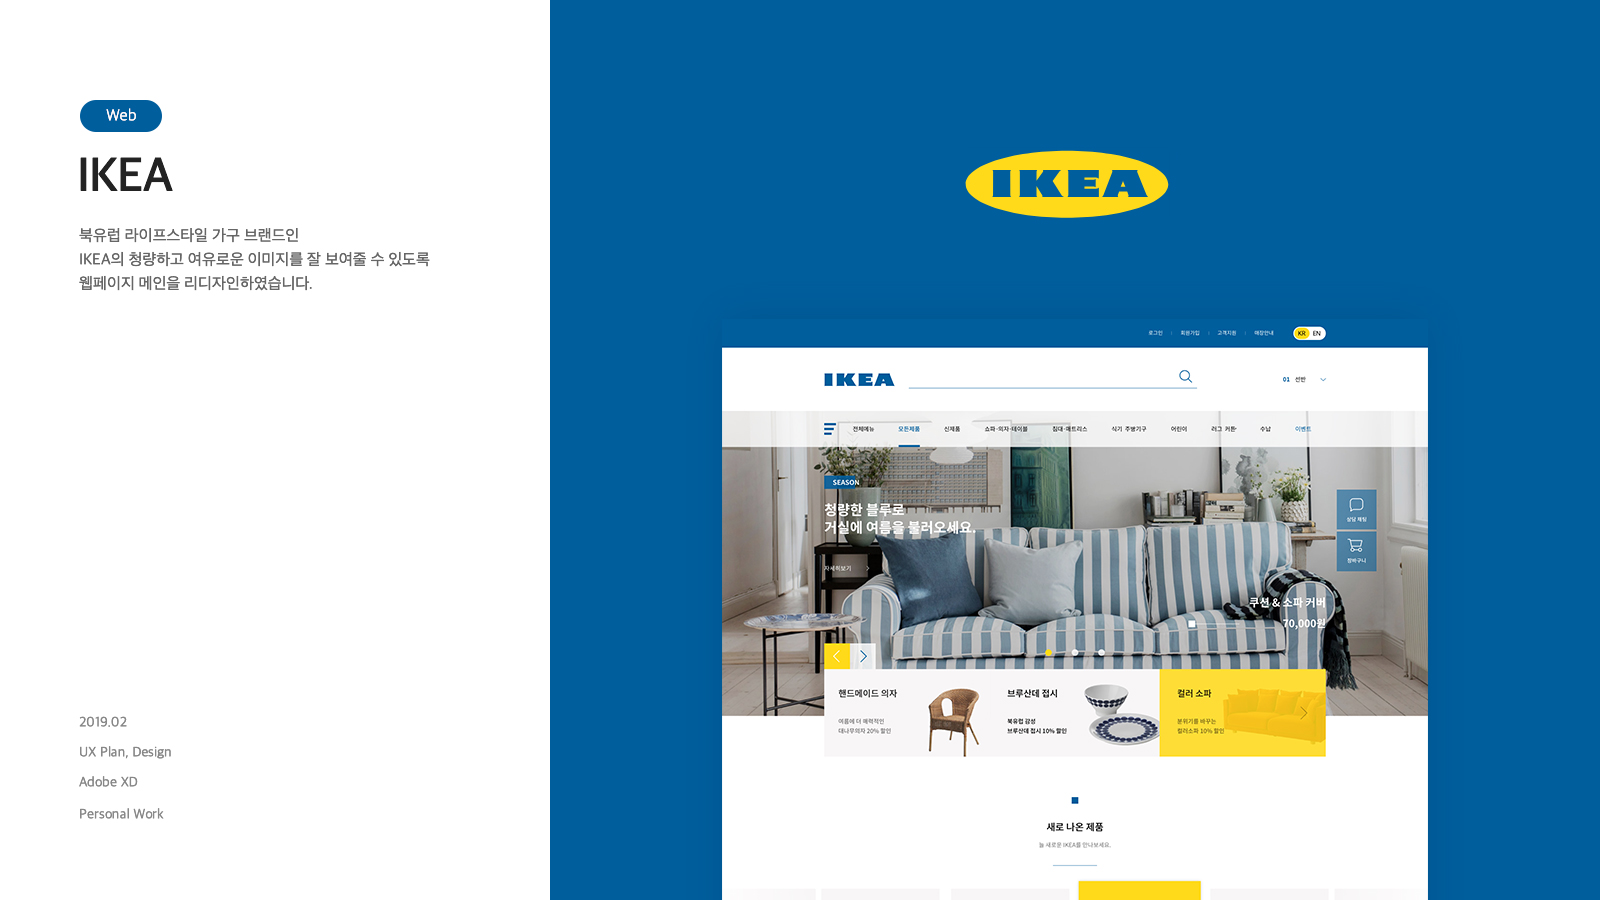 Web
IKEA
북유럽 라이프스타일 가구 브랜드인
IKEA의 청량하고 여유로운 이미지를 잘 보여줄 수 있도록
웹페이지 메인을 리디자인하였습니다.
2019.02
UX Plan, Design
Adobe XD
Personal Work
IKEA
로그인 | 회원가입 | 고객지원 | 매장안내 KR EN
IKEA
01 선반
전체메뉴 모든제품 신제품 쇼파·의자·테이블 침대·매트리스 식기 주방기구 어린이 러그 커튼 수납 이벤트
SEASON
청량한 블루로
거실에 여름을 불러오세요.
자세히보기
상담 채팅
장바구니
쿠션 & 소파 커버
70,000원
핸드메이드 의자
여름에 더 매력적인
대나무의자 20% 할인
브루산데 접시
북유럽 감성
브루산데 접시 10% 할인
컬러 소파
분위기를 바꾸는
컬러소파 10% 할인
새로 나온 제품
늘 새로운 IKEA를 만나보세요.